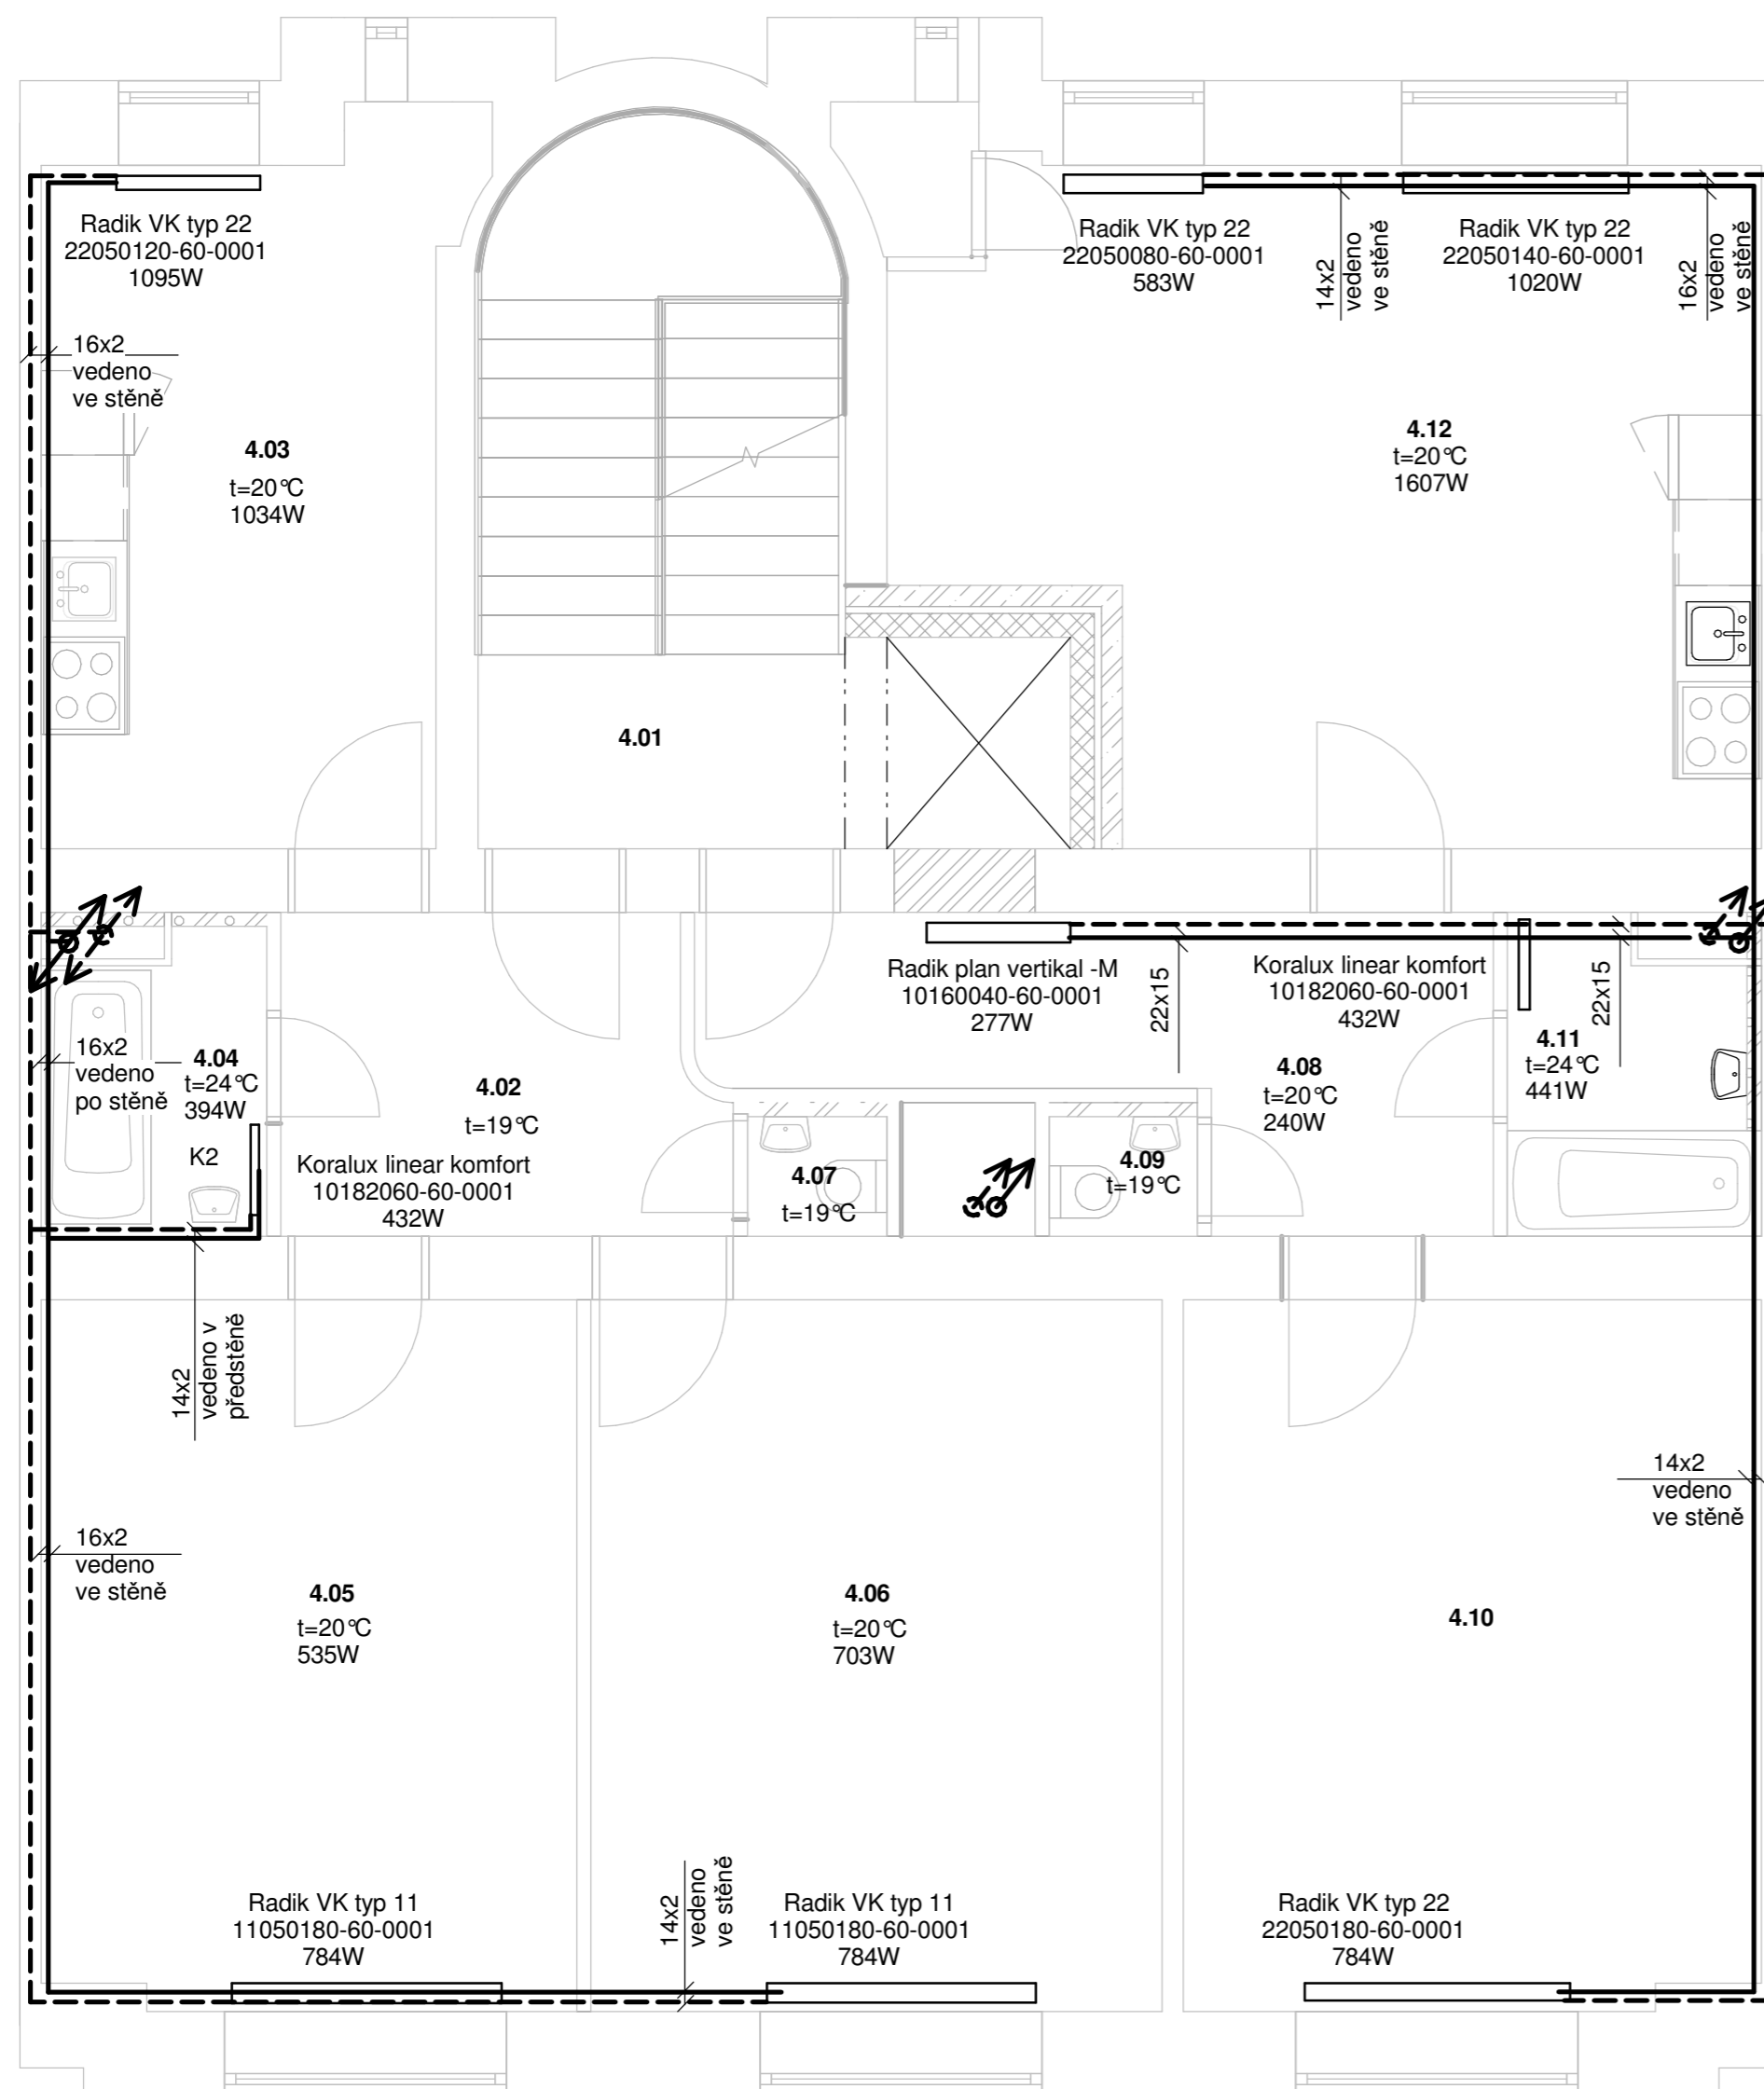 Radik VK typ 22
22050120-60-0001
1095W
Radik VK typ 22
22050080-60-0001
583W
14x2
vedeno
ve stěně
Radik VK typ 22
22050140-60-0001
1020W
16x2
vedeno
ve stěně
16x2
vedeno
ve stěně
4.03
t=20°C
1034W
4.12
t=20°C
1607W
4.01
Radik plan vertikal -M
10160040-60-0001
277W
22x15
Koralux linear komfort
10182060-60-0001
432W
22x15
16x2
vedeno
po stěně
4.04
t=24°C
394W
K2
4.02
t=19°C
4.08
t=20°C
240W
4.11
t=24°C
441W
Koralux linear komfort
10182060-60-0001
432W
4.07
t=19°C
4.09
t=19°C
14x2
vedeno v
předstěně
14x2
vedeno
ve stěně
16x2
vedeno
ve stěně
4.05
t=20°C
535W
4.06
t=20°C
703W
4.10
Radik VK typ 11
11050180-60-0001
784W
14x2
vedeno
ve stěně
Radik VK typ 11
11050180-60-0001
784W
Radik VK typ 22
22050180-60-0001
784W